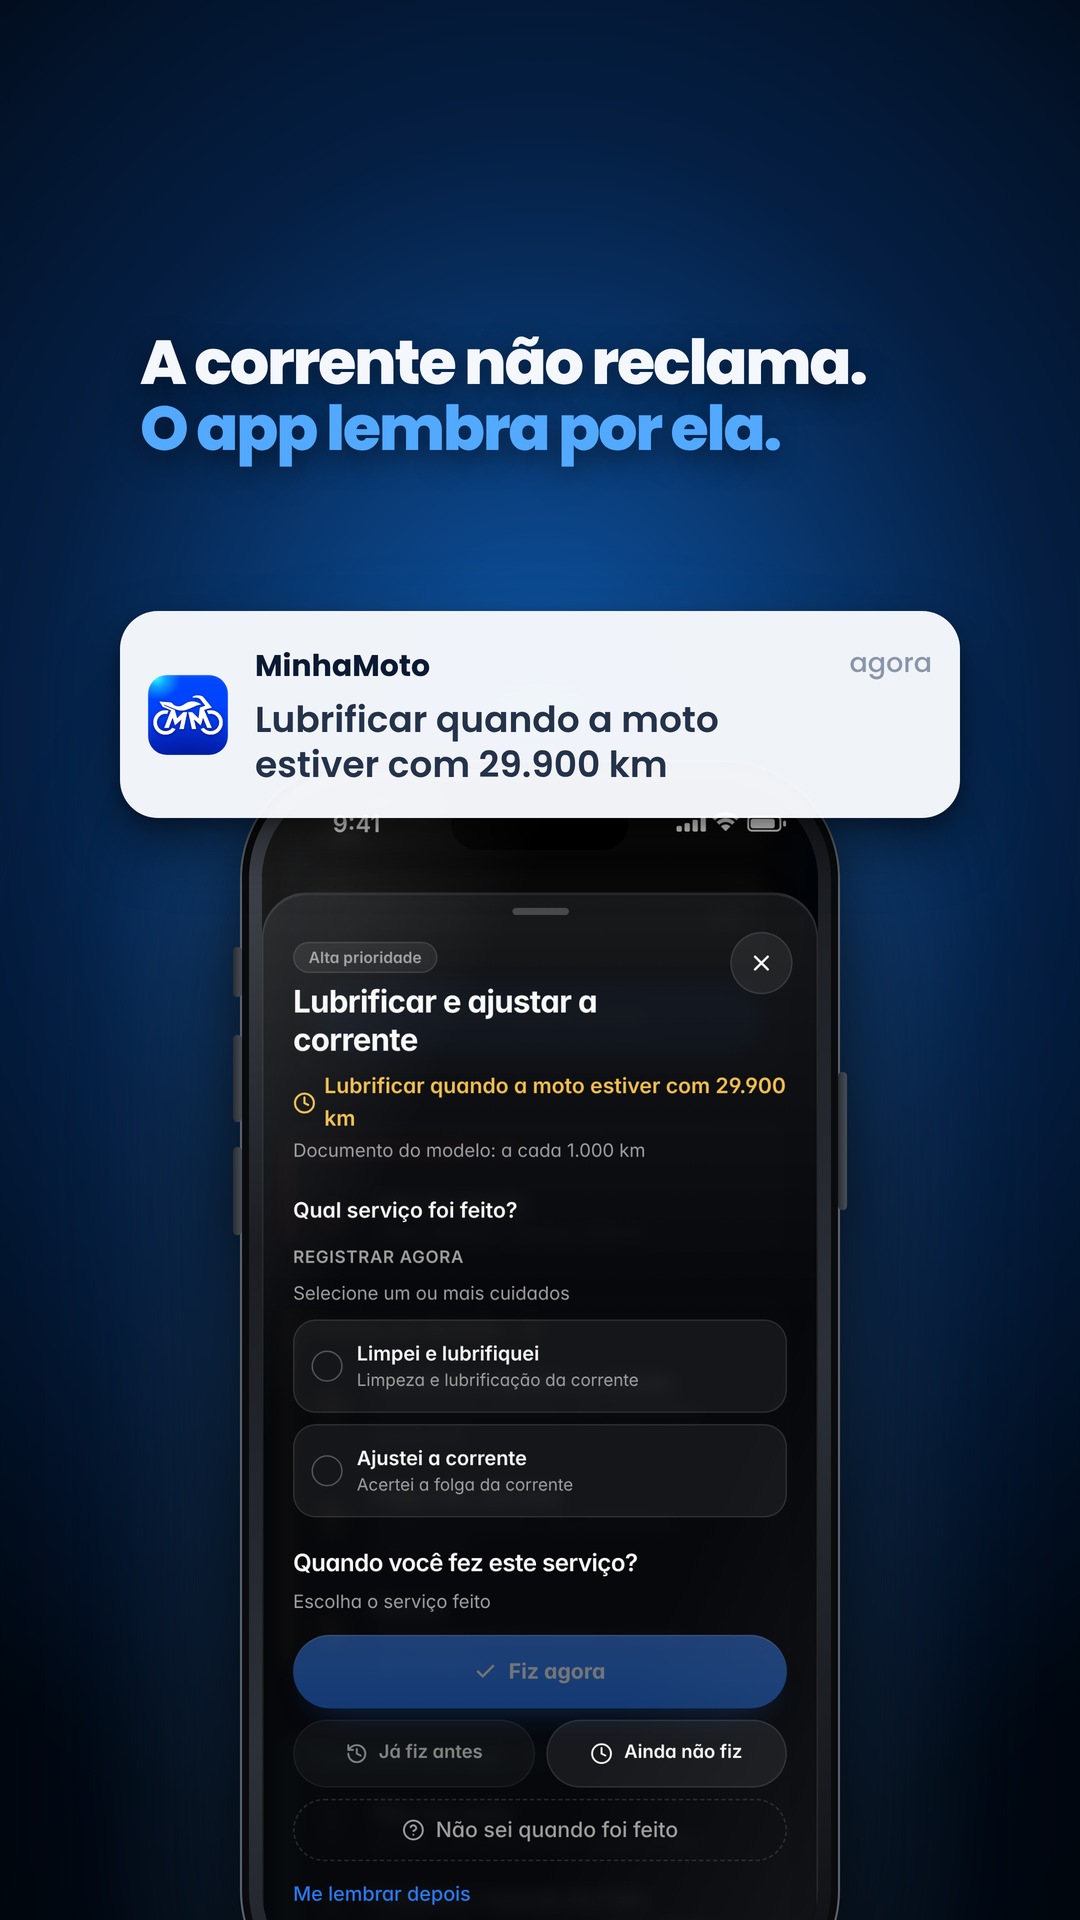 A corrente não reclama.
O app lembra por ela.
MinhaMoto
agora
Lubrificar quando a moto
estiver com 29.900 km
MM
9:41
Alta prioridade
Lubrificar e ajustar a
corrente
Lubrificar quando a moto estiver com 29.900
km
Documento do modelo: a cada 1.000 km
Qual serviço foi feito?
REGISTRAR AGORA
Selecione um ou mais cuidados
Limpei e lubrifiquei
Limpeza e lubrificação da corrente
Ajustei a corrente
Acertei a folga da corrente
Quando você fez este serviço?
Escolha o serviço feito
Fiz agora
Já fiz antes
Ainda não fiz
Não sei quando foi feito
Me lembrar depois